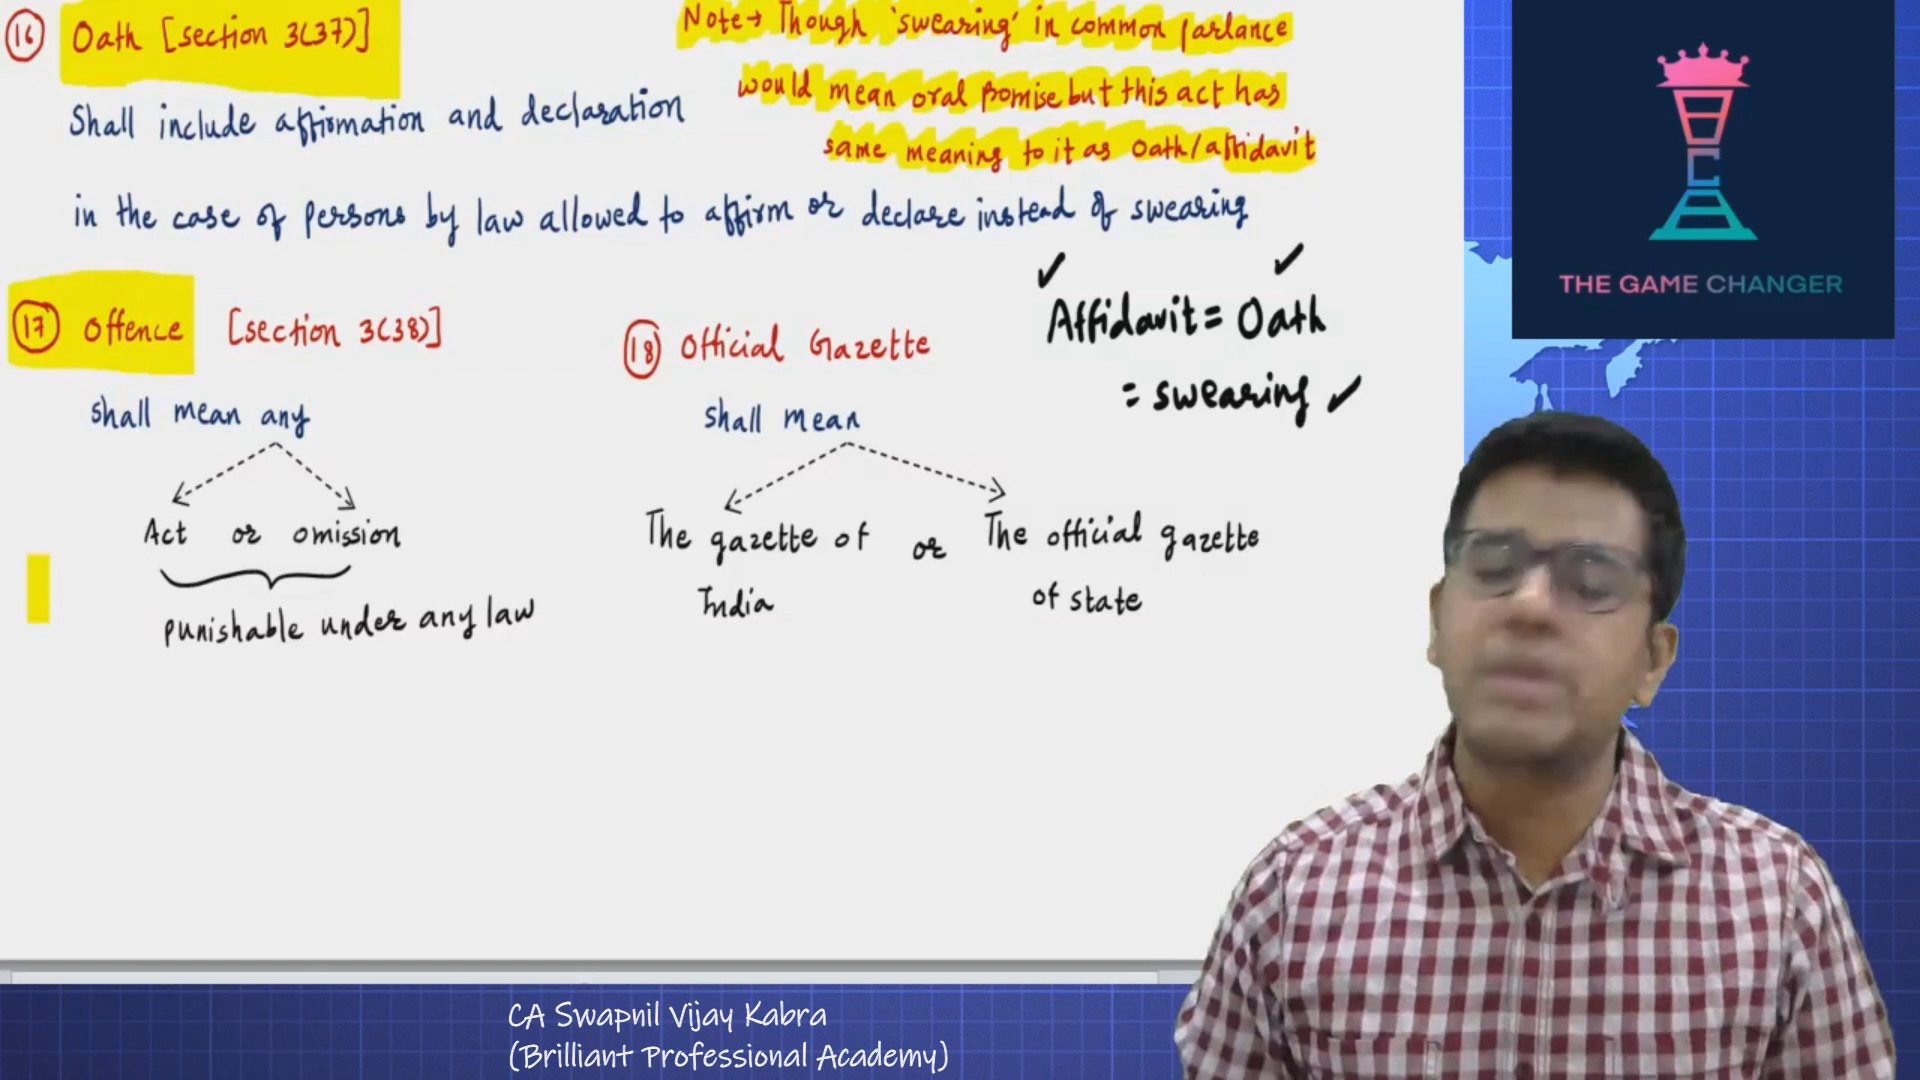 16 Oath [section 3(37)]
Note→ Though 'swearing' in common parlance
would mean oral promise but this act has
same meaning to it as Oath/affidavit
Shall include affirmation and declaration
in the case of persons by law allowed to affirm or declare instead of swearing
17 Offence [section 3(38)]
shall mean any
Act or omission
punishable under any law
18 Official Gazette
shall mean
The gazette of India
or
The official gazette of state
Affidavit = Oath
= swearing
THE GAME CHANGER
CA Swapnil Vijay Kabra
(Brilliant Professional Academy)